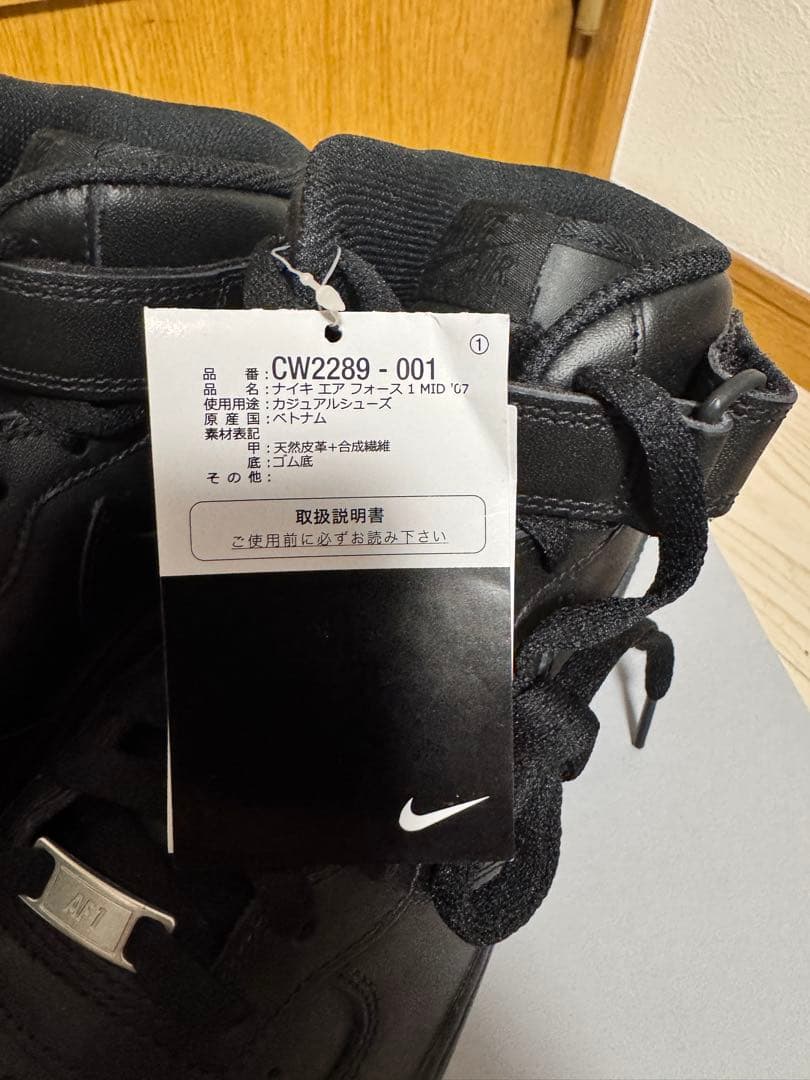 ①
品番:CW2289-001
品名:ナイキ エア フォース 1 MID '07
使用用途:カジュアルシューズ
原産国:ベトナム
素材表記
甲:天然皮革+合成繊維
底:ゴム底
その他:
取扱説明書
ご使用前に必ずお読み下さい
AF1